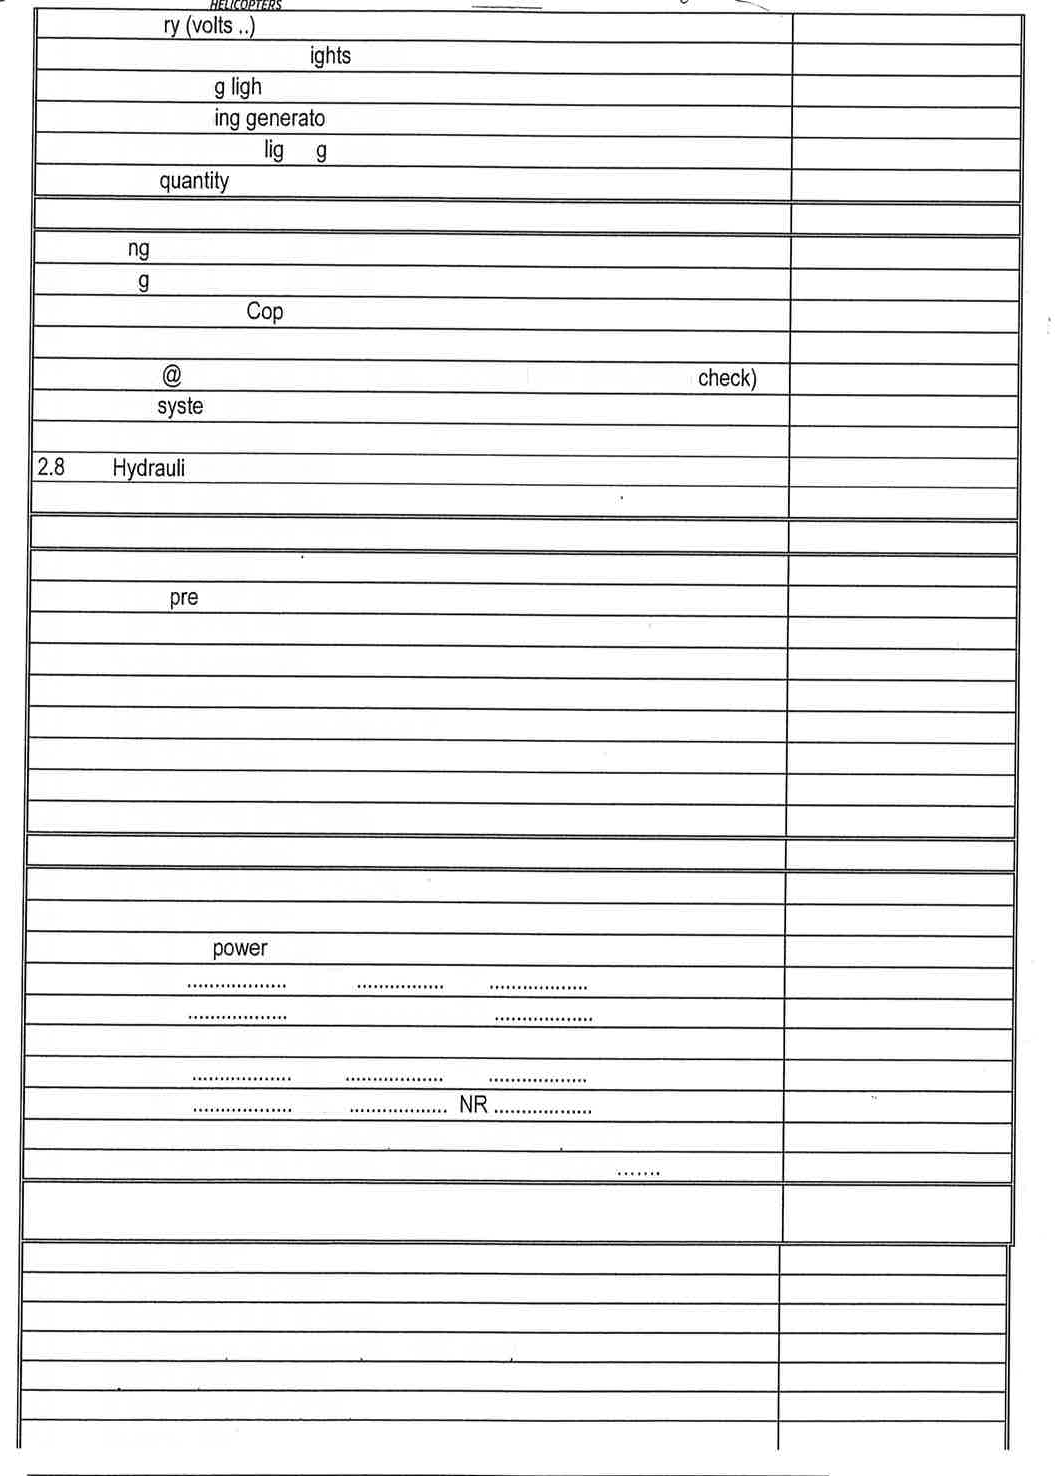 HELICOPTERS
ry (volts ..)
ights
g ligh
ing generato
lig g
quantity
ng
g
Cop
@ check)
syste
2.8 Hydrauli
pre
power
.................. ................ ..................
.................. ..................
.................. .................. ..................
.................. .................. NR ..................
.......